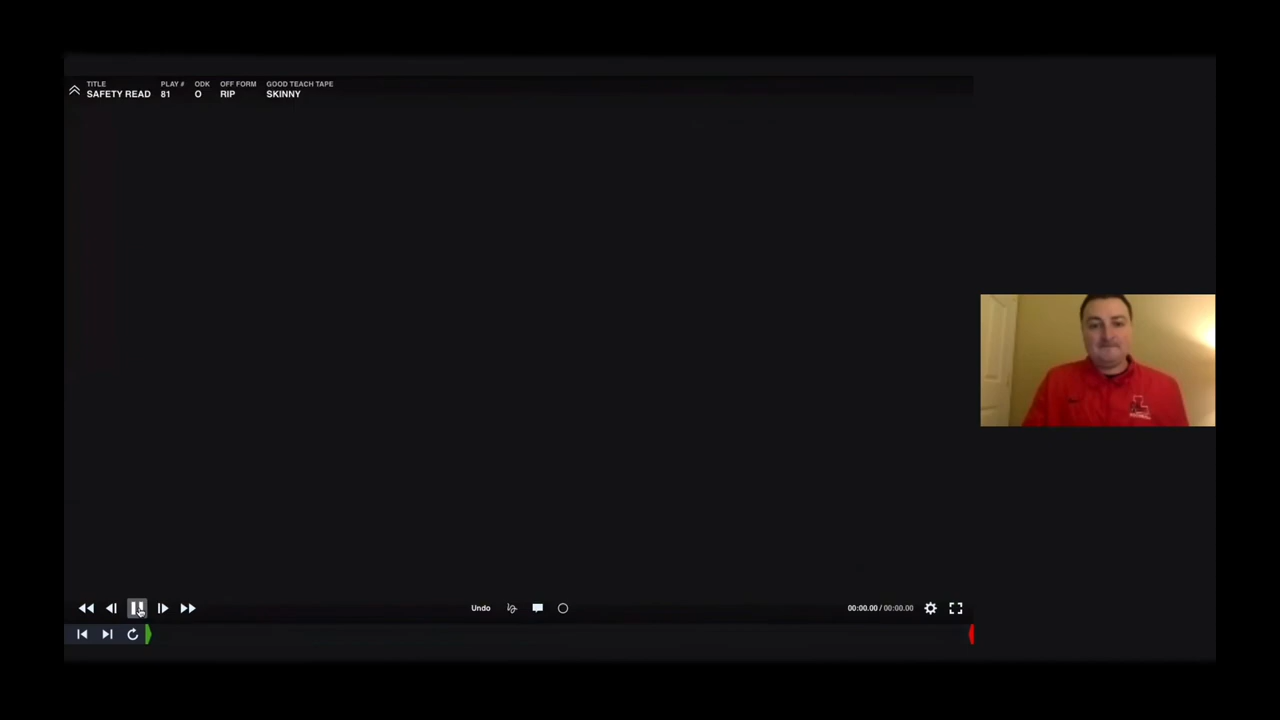 TITLE PLAY # ODK OFF FORM GOOD TEACH TAPE
SAFETY READ 81 O RIP SKINNY
Undo
00:00.00 / 00:00.00